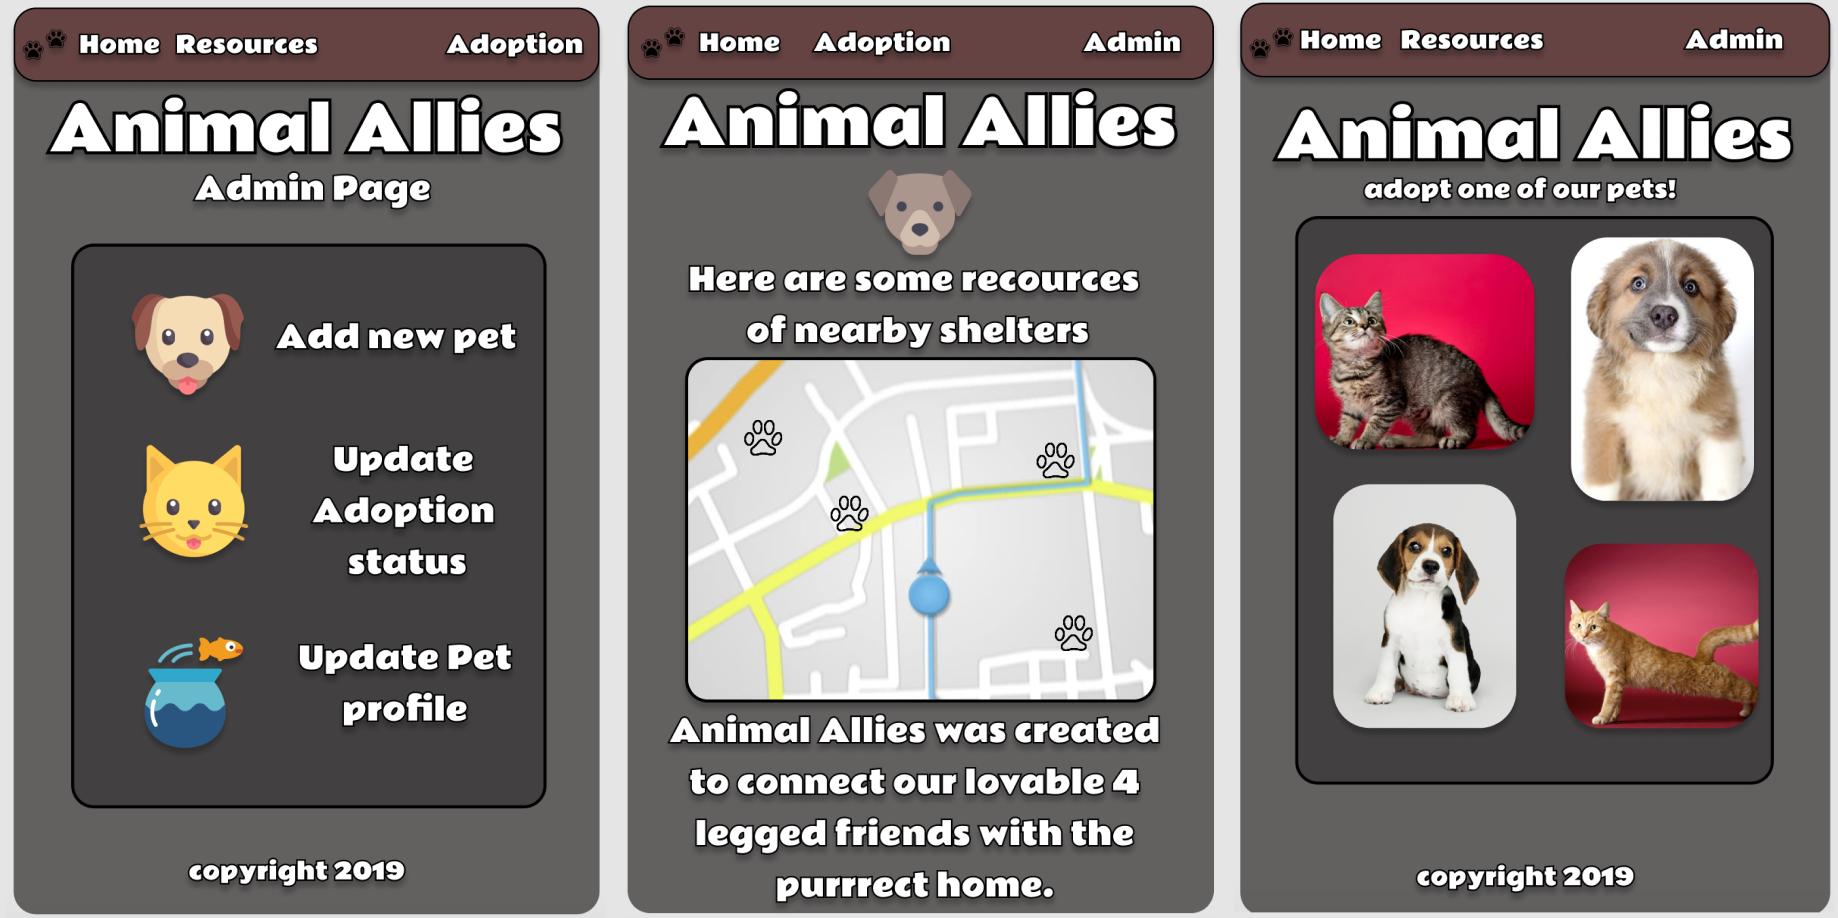 Home Resources Adoption
Animal Allies
Admin Page
Add new pet
Update
Adoption
status
Update Pet
profile
copyright 2019
Home Adoption Admin
Animal Allies
Here are some recources
of nearby shelters
Animal Allies was created
to connect our lovable 4
legged friends with the
purrrect home.
Home Resources Admin
Animal Allies
adopt one of our pets!
copyright 2019